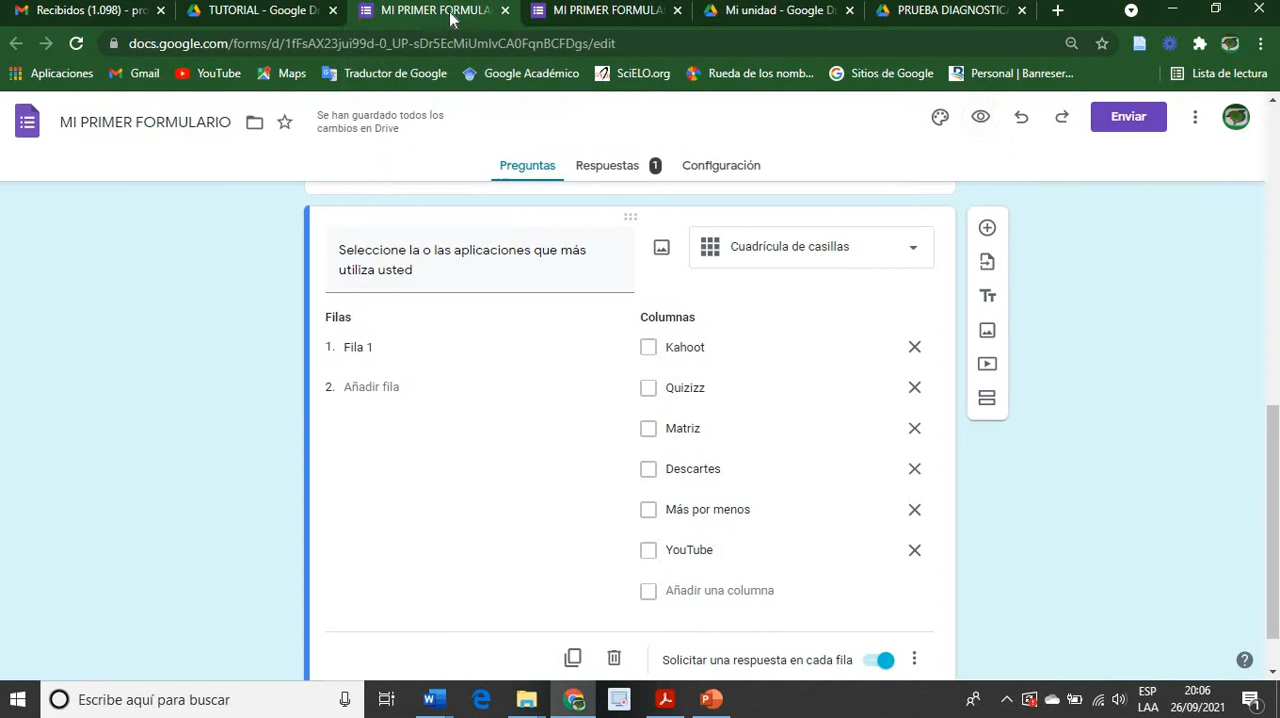 Recibidos (1.098) - pro
TUTORIAL - Google D
MI PRIMER FORMULA
MI PRIMER FORMULA
Mi unidad - Google D
PRUEBA DIAGNOSTICA
docs.google.com/forms/d/1fFsAX23jui99d-0_UP-sDr5EcMiUmlvCA0FqnBCFDgs/edit
Aplicaciones
Gmail
YouTube
Maps
Traductor de Google
Google Académico
SciELO.org
Rueda de los nomb...
Sitios de Google
Personal | Banreser...
Lista de lectura
MI PRIMER FORMULARIO
Se han guardado todos los
cambios en Drive
Enviar
Preguntas
Respuestas 1
Configuración
Seleccione la o las aplicaciones que más
utiliza usted
Cuadrícula de casillas
Filas
Columnas
1. Fila 1
Kahoot
2. Añadir fila
Quizizz
Matriz
Descartes
Más por menos
YouTube
Añadir una columna
Solicitar una respuesta en cada fila
Escribe aquí para buscar
ESP
LAA
20:06
26/09/2021
1